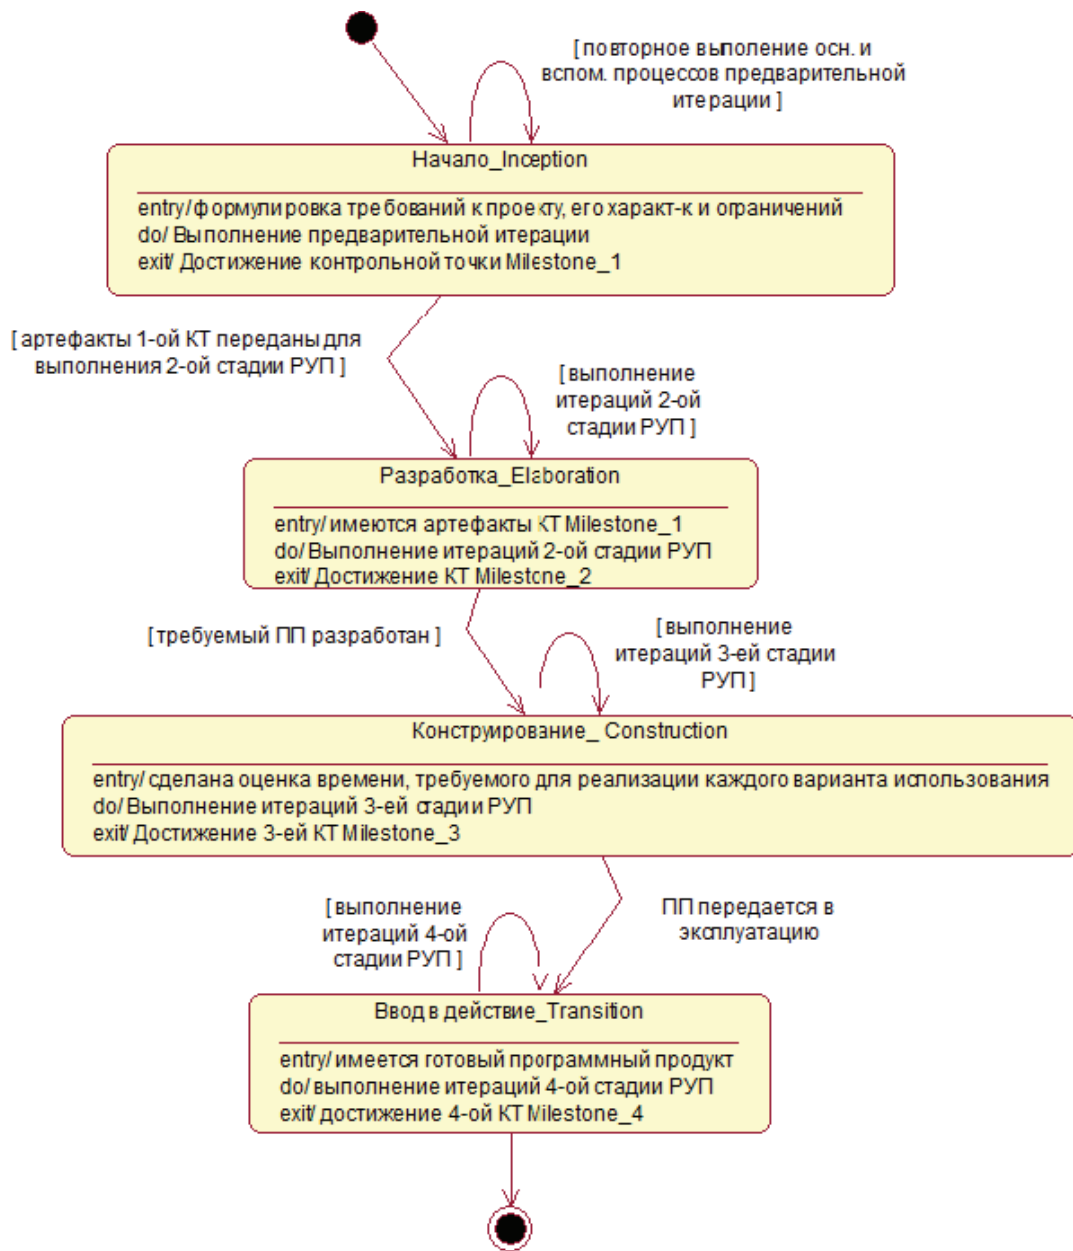 [ повторное выполение осн. и
вспом. процессов предварительной
итерации ]
Начало_Inception
entry/ формулировка требований к проекту, его характ-к и ограничений
do/ Выполнение предварительной итерации
exit/ Достижение контрольной точки Milestone_1
[ артефакты 1-ой КТ переданы для
выполнения 2-ой стадии РУП ]
[ выполнение
итераций 2-ой
стадии РУП ]
Разработка_Elaboration
entry/ имеются артефакты КТ Milestone_1
do/ Выполнение итераций 2-ой стадии РУП
exit/ Достижение КТ Milestone_2
[ требуемый ПП разработан ]
[ выполнение
итераций 3-ей стадии
РУП ]
Конструирование_ Construction
entry/ сделана оценка времени, требуемого для реализации каждого варианта использования
do/ Выполнение итераций 3-ей стадии РУП
exit/ Достижение 3-ей КТ Milestone_3
[ выполнение
итераций 4-ой
стадии РУП ]
ПП передается в
эксплуатацию
Ввод в действие_Transition
entry/ имеется готовый программный продукт
do/ выполнение итераций 4-ой стадии РУП
exit/ достижение 4-ой КТ Milestone_4